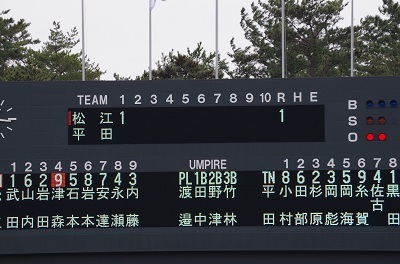 TEAM 1 2 3 4 5 6 7 8 9 10 R H E
松江 1 1
平田
B
S
O
1 2 3 4 5 6 7 8 9 UMPIRE 1 2 3 4 5 6 7 8
1 6 2 9 5 8 7 4 3 PL 1B 2B 3B TN
武田
山内
岩田
津森
石本
岩本
安達
永瀬
内藤
渡邉
田中
野津
竹林
平田
小村
田部
杉原
岡彪
岡海
糸賀
佐古
黒田